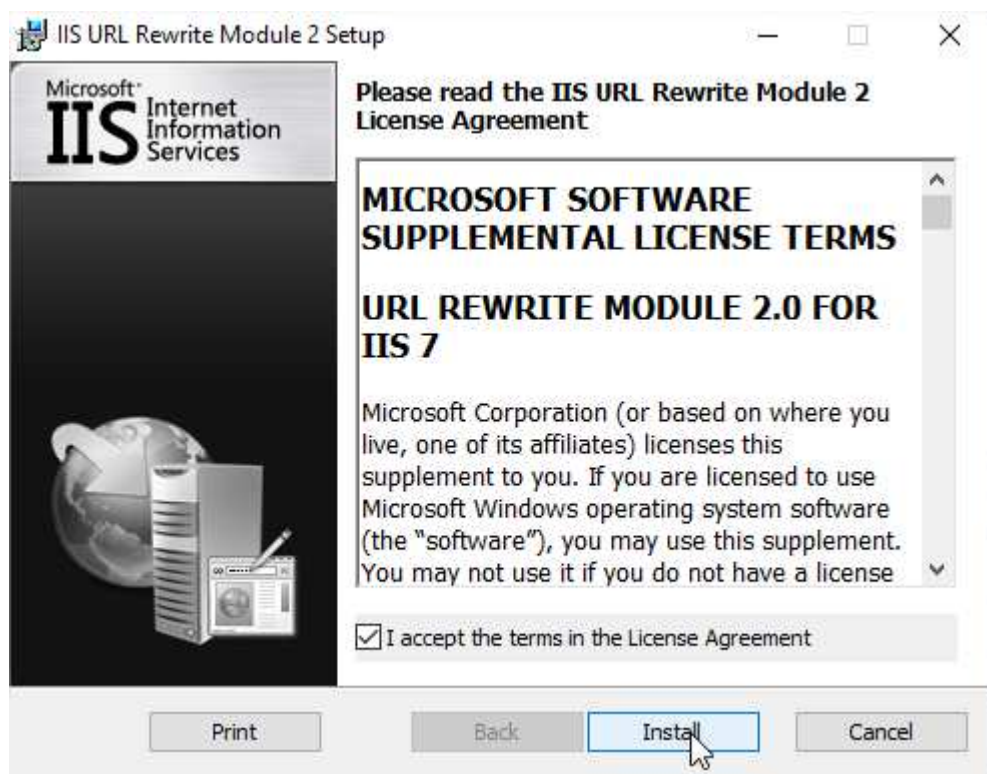 IIS URL Rewrite Module 2 Setup
Microsoft
IIS Internet
Information
Services
Please read the IIS URL Rewrite Module 2
License Agreement
MICROSOFT SOFTWARE
SUPPLEMENTAL LICENSE TERMS
URL REWRITE MODULE 2.0 FOR
IIS 7
Microsoft Corporation (or based on where you
live, one of its affiliates) licenses this
supplement to you. If you are licensed to use
Microsoft Windows operating system software
(the “software”), you may use this supplement.
You may not use it if you do not have a license
I accept the terms in the License Agreement
Print
Back
Install
Cancel